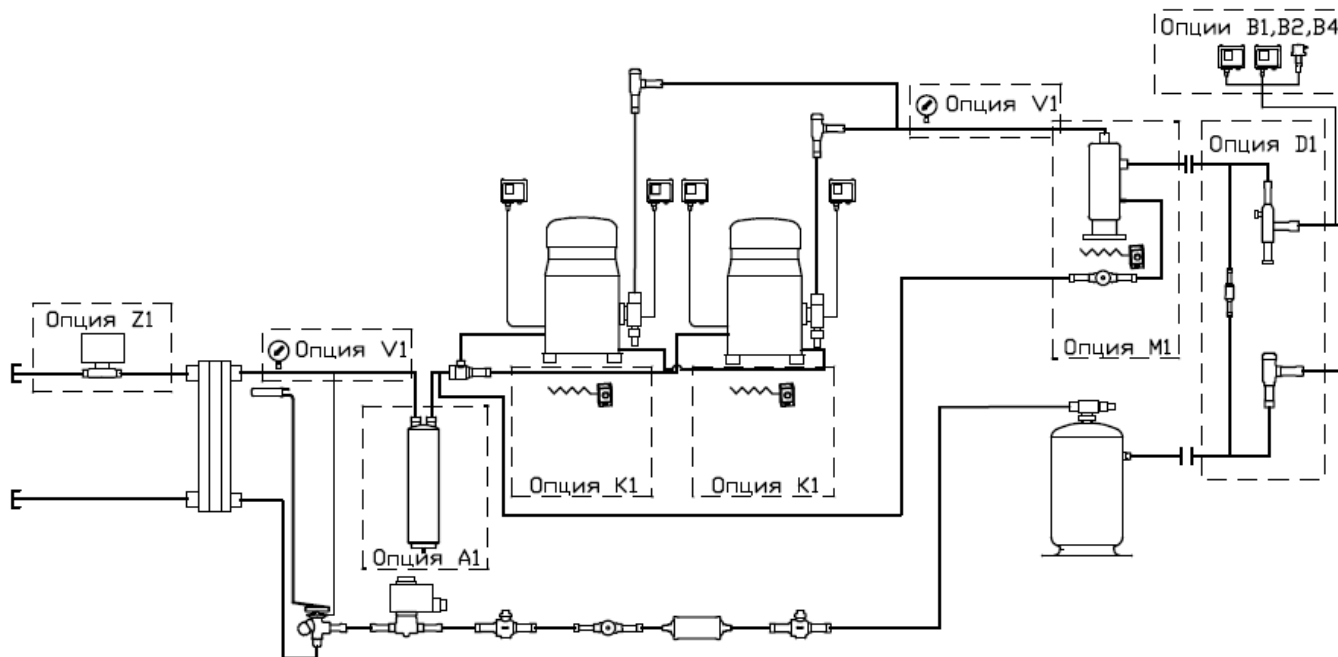 Опции B1,B2,B4
Опция V1
Опция D1
Опция Z1
Опция V1
Опция M1
Опция K1
Опция K1
Опция A1